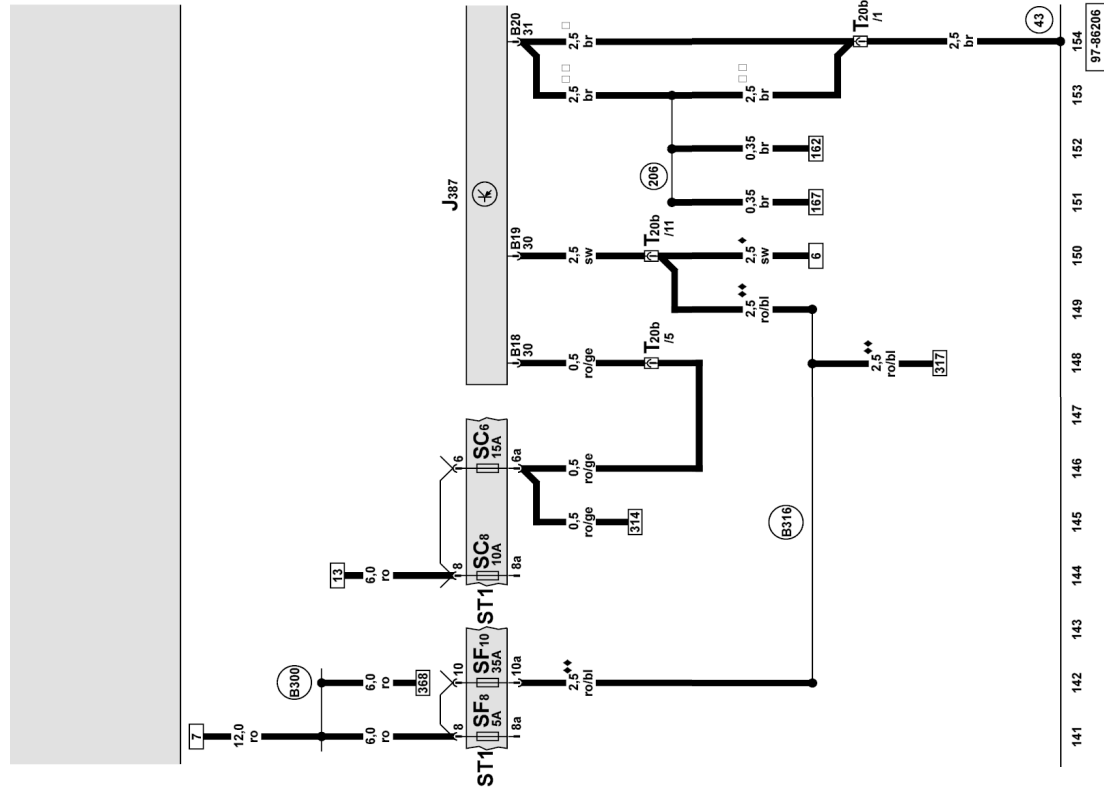 J387
B18
30
B19
30
B20
31
7
12,0
ro
B300
6,0
ro
6,0
ro
368
8
10
ST1
SF8
5A
SF10
35A
8a
10a
2,5
ro/bl
13
6,0
ro
8
6
ST1
SC8
10A
SC6
15A
8a
6a
0,5
ro/ge
314
0,5
ro/ge
0,5
ro/ge
T20b
/5
2,5
sw
T20b
/11
2,5
ro/bl
2,5
sw
6
B316
2,5
ro/bl
317
2,5
br
2,5
br
206
0,35
br
167
0,35
br
162
2,5
br
T20b
/1
2,5
br
43
141
142
143
144
145
146
147
148
149
150
151
152
153
154
97-86206